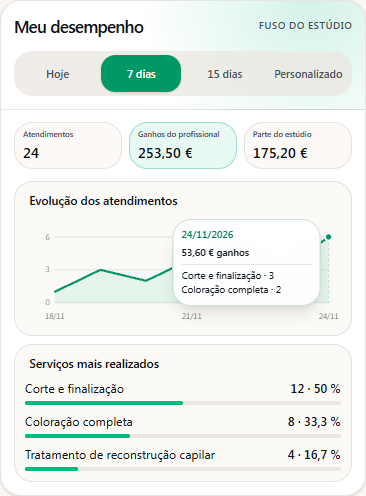 Meu desempenho
FUSO DO ESTÚDIO
Hoje
7 dias
15 dias
Personalizado
Atendimentos
24
Ganhos do profissional
253,50 €
Parte do estúdio
175,20 €
Evolução dos atendimentos
6
3
0
24/11/2026
53,60 € ganhos
Corte e finalização · 3
Coloração completa · 2
18/11
21/11
24/11
Serviços mais realizados
Corte e finalização
12 · 50 %
Coloração completa
8 · 33,3 %
Tratamento de reconstrução capilar
4 · 16,7 %